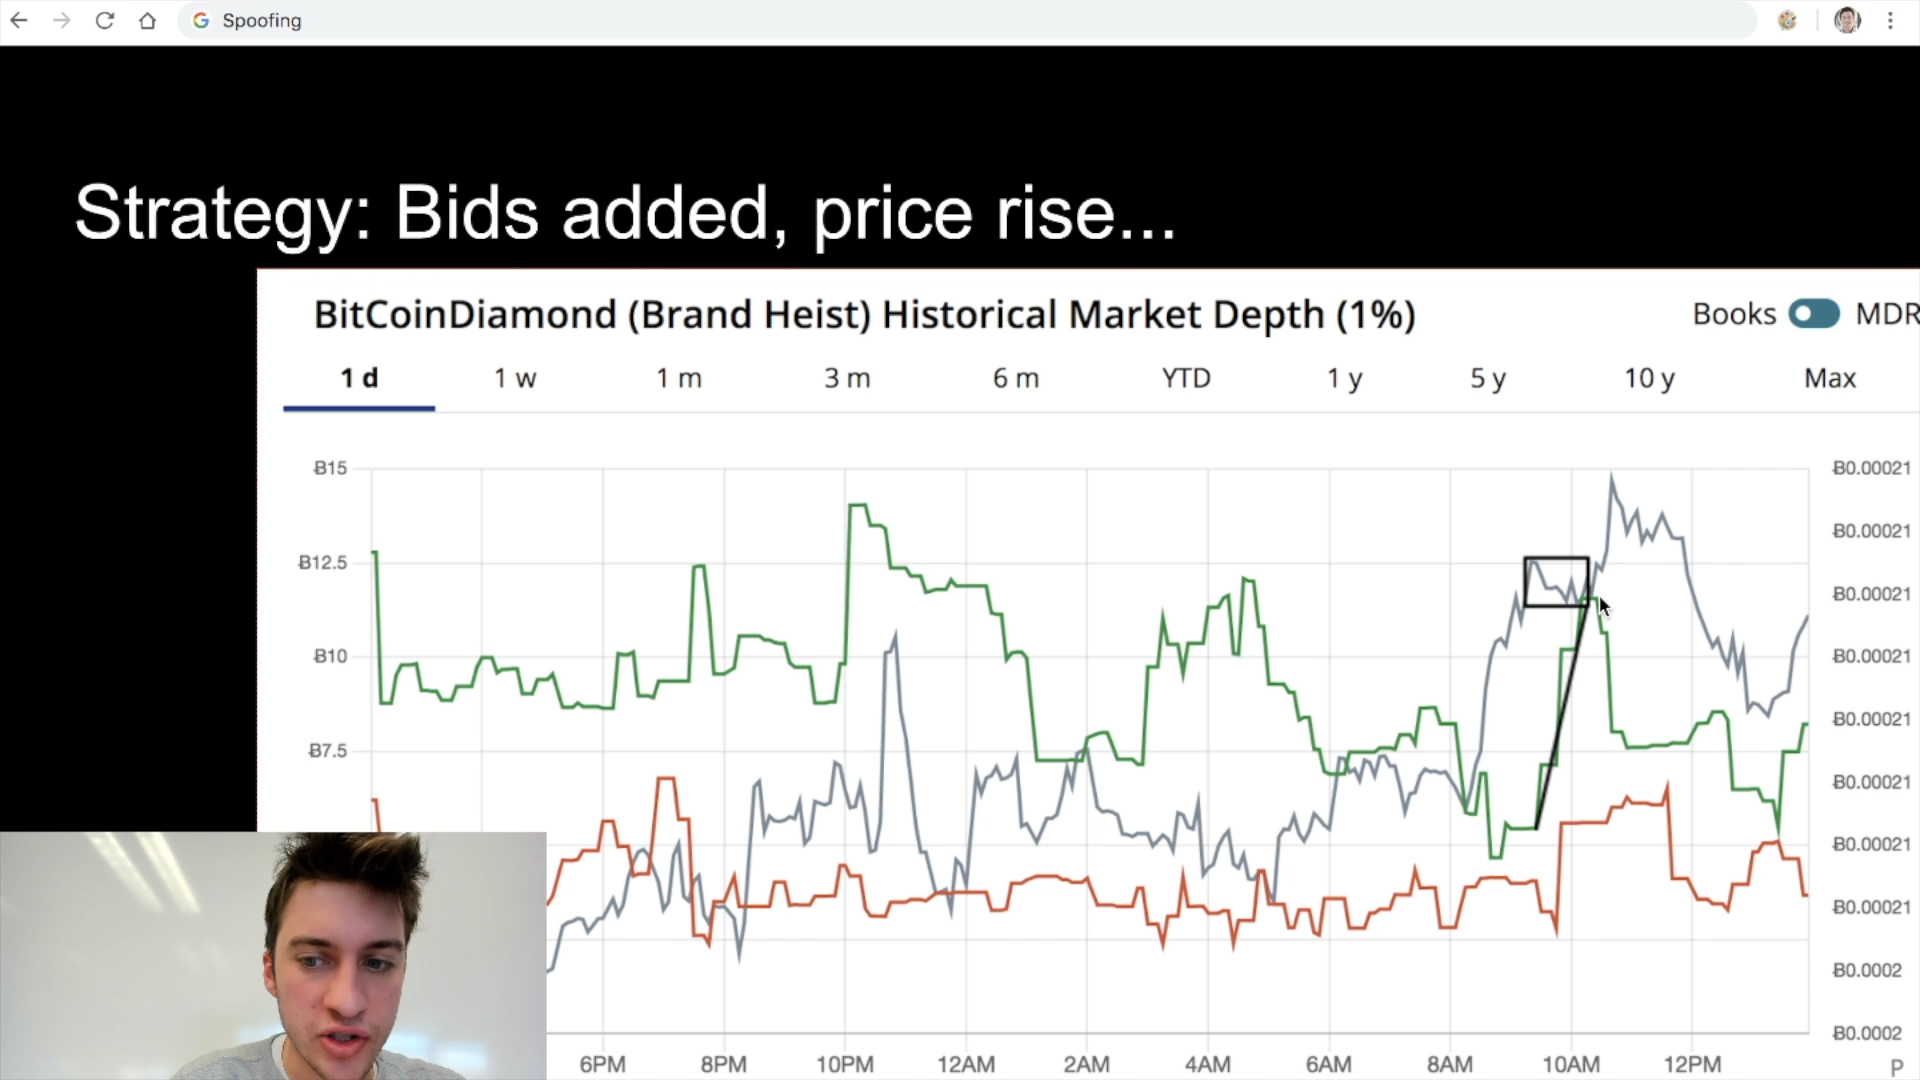 Spoofing
Strategy: Bids added, price rise...
BitCoinDiamond (Brand Heist) Historical Market Depth (1%)
Books MDR
1 d 1 w 1 m 3 m 6 m YTD 1 y 5 y 10 y Max
Ƀ15 Ƀ0.00021
Ƀ0.00021
Ƀ12.5 Ƀ0.00021
Ƀ10 Ƀ0.00021
Ƀ0.00021
Ƀ7.5 Ƀ0.00021
Ƀ0.00021
Ƀ0.00021
Ƀ0.0002
Ƀ0.0002
6PM 8PM 10PM 12AM 2AM 4AM 6AM 8AM 10AM 12PM P